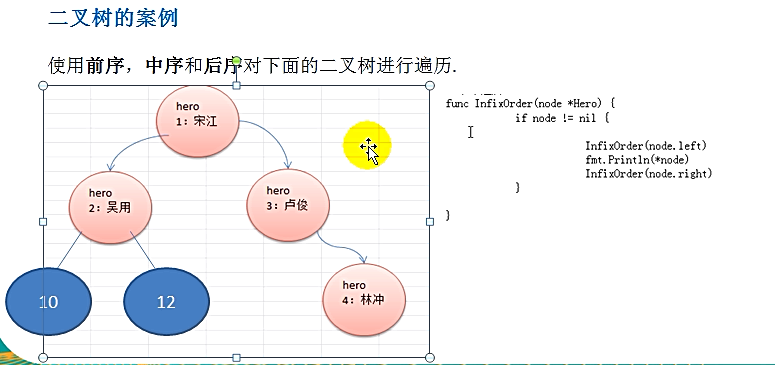 二叉树的案例
使用前序，中序和后序对下面的二叉树进行遍历.
hero
1：宋江
hero
2：吴用
hero
3：卢俊
10
12
hero
4：林冲
func InfixOrder(node *Hero) {
if node != nil {
InfixOrder(node.left)
fmt.Println(*node)
InfixOrder(node.right)
}
}